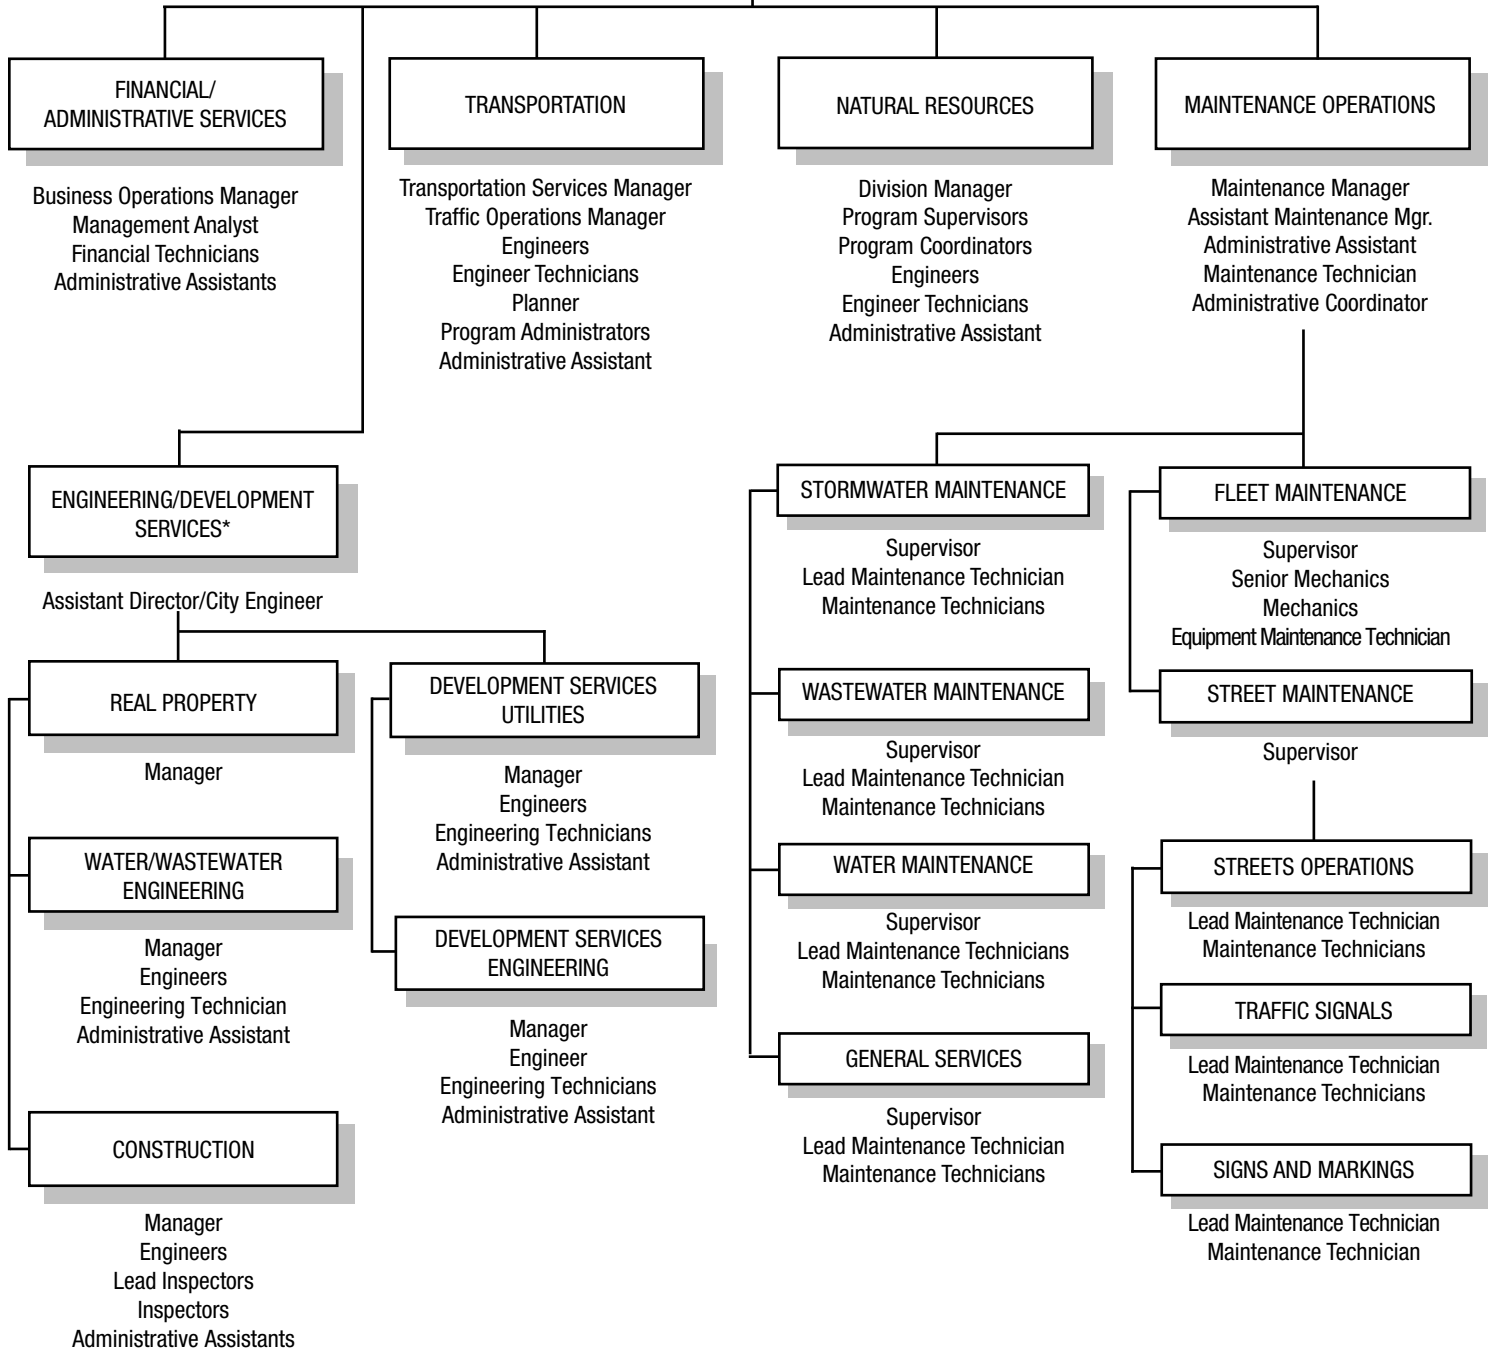 FINANCIAL/
ADMINISTRATIVE SERVICES
Business Operations Manager
Management Analyst
Financial Technicians
Administrative Assistants
TRANSPORTATION
Transportation Services Manager
Traffic Operations Manager
Engineers
Engineer Technicians
Planner
Program Administrators
Administrative Assistant
NATURAL RESOURCES
Division Manager
Program Supervisors
Program Coordinators
Engineers
Engineer Technicians
Administrative Assistant
MAINTENANCE OPERATIONS
Maintenance Manager
Assistant Maintenance Mgr.
Administrative Assistant
Maintenance Technician
Administrative Coordinator
ENGINEERING/DEVELOPMENT
SERVICES*
Assistant Director/City Engineer
REAL PROPERTY
Manager
WATER/WASTEWATER
ENGINEERING
Manager
Engineers
Engineering Technician
Administrative Assistant
CONSTRUCTION
Manager
Engineers
Lead Inspectors
Inspectors
Administrative Assistants
DEVELOPMENT SERVICES
UTILITIES
Manager
Engineers
Engineering Technicians
Administrative Assistant
DEVELOPMENT SERVICES
ENGINEERING
Manager
Engineer
Engineering Technicians
Administrative Assistant
STORMWATER MAINTENANCE
Supervisor
Lead Maintenance Technician
Maintenance Technicians
WASTEWATER MAINTENANCE
Supervisor
Lead Maintenance Technician
Maintenance Technicians
WATER MAINTENANCE
Supervisor
Lead Maintenance Technicians
Maintenance Technicians
GENERAL SERVICES
Supervisor
Lead Maintenance Technician
Maintenance Technicians
FLEET MAINTENANCE
Supervisor
Senior Mechanics
Mechanics
Equipment Maintenance Technician
STREET MAINTENANCE
Supervisor
STREETS OPERATIONS
Lead Maintenance Technician
Maintenance Technicians
TRAFFIC SIGNALS
Lead Maintenance Technician
Maintenance Technicians
SIGNS AND MARKINGS
Lead Maintenance Technician
Maintenance Technician